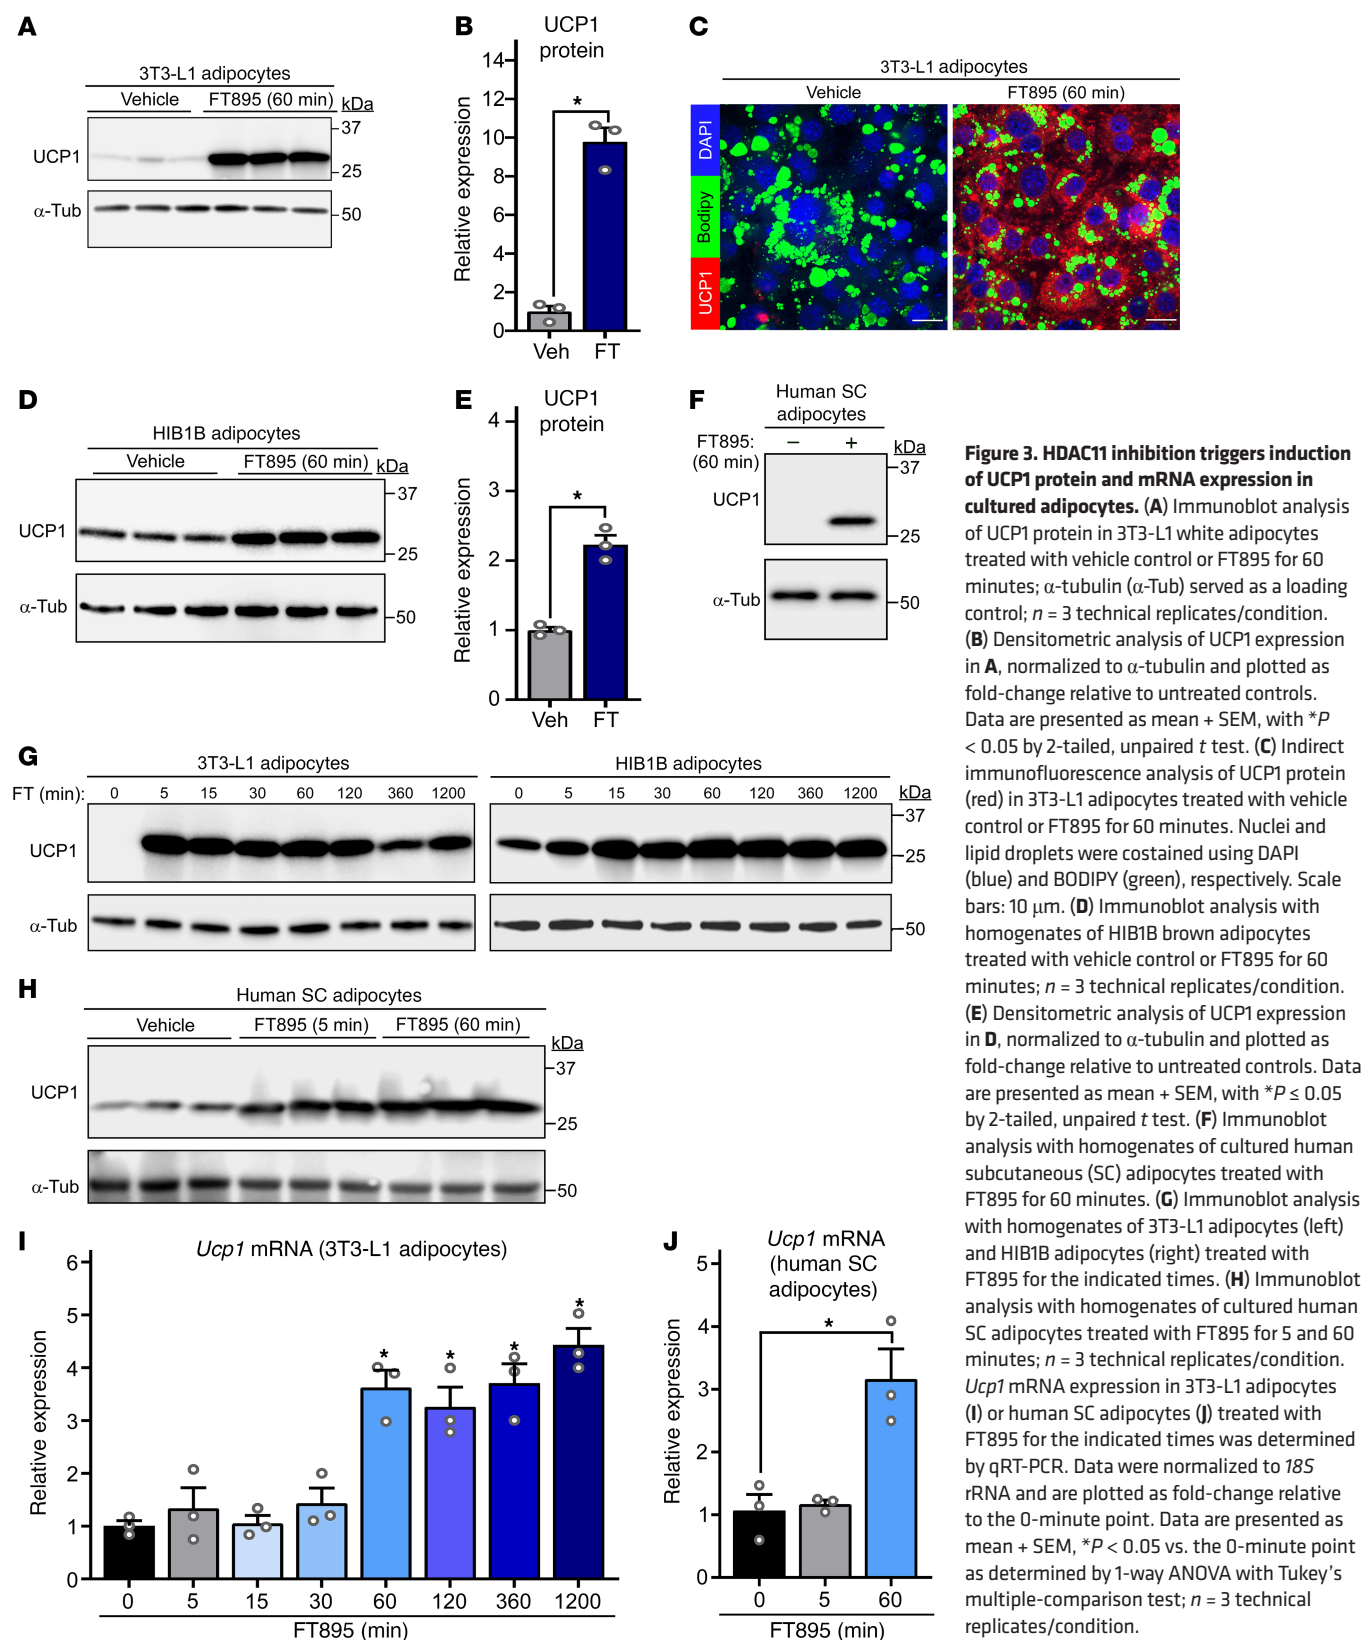 A
3T3-L1 adipocytes
Vehicle FT895 (60 min) kDa
UCP1
37
25
α-Tub
50
B
UCP1
protein
Relative expression
14
12
10
8
6
4
2
0
*
Veh FT
C
3T3-L1 adipocytes
Vehicle FT895 (60 min)
DAPI
Bodipy
UCP1
D
HIB1B adipocytes
Vehicle FT895 (60 min) kDa
UCP1
37
25
α-Tub
50
E
UCP1
protein
Relative expression
4
3
2
1
0
*
Veh FT
F
Human SC
adipocytes
FT895: − + kDa
(60 min)
UCP1
37
25
α-Tub
50
G
3T3-L1 adipocytes HIB1B adipocytes
FT (min): 0 5 15 30 60 120 360 1200 0 5 15 30 60 120 360 1200 kDa
UCP1
37
25
α-Tub
50
H
Human SC adipocytes
Vehicle FT895 (5 min) FT895 (60 min)
kDa
UCP1
37
25
α-Tub
50
I
Ucp1 mRNA (3T3-L1 adipocytes)
Relative expression
6
5
4
3
2
1
0
* * * *
0 5 15 30 60 120 360 1200
FT895 (min)
J
Ucp1 mRNA
(human SC
adipocytes)
Relative expression
5
4
3
2
1
0
*
0 5 60
FT895 (min)
Figure 3. HDAC11 inhibition triggers induction
of UCP1 protein and mRNA expression in
cultured adipocytes. (A) Immunoblot analysis
of UCP1 protein in 3T3-L1 white adipocytes
treated with vehicle control or FT895 for 60
minutes; α-tubulin (α-Tub) served as a loading
control; n = 3 technical replicates/condition.
(B) Densitometric analysis of UCP1 expression
in A, normalized to α-tubulin and plotted as
fold-change relative to untreated controls.
Data are presented as mean + SEM, with *P
< 0.05 by 2-tailed, unpaired t test. (C) Indirect
immunofluorescence analysis of UCP1 protein
(red) in 3T3-L1 adipocytes treated with vehicle
control or FT895 for 60 minutes. Nuclei and
lipid droplets were costained using DAPI
(blue) and BODIPY (green), respectively. Scale
bars: 10 μm. (D) Immunoblot analysis with
homogenates of HIB1B brown adipocytes
treated with vehicle control or FT895 for 60
minutes; n = 3 technical replicates/condition.
(E) Densitometric analysis of UCP1 expression
in D, normalized to α-tubulin and plotted as
fold-change relative to untreated controls. Data
are presented as mean + SEM, with *P ≤ 0.05
by 2-tailed, unpaired t test. (F) Immunoblot
analysis with homogenates of cultured human
subcutaneous (SC) adipocytes treated with
FT895 for 60 minutes. (G) Immunoblot analysis
with homogenates of 3T3-L1 adipocytes (left)
and HIB1B adipocytes (right) treated with
FT895 for the indicated times. (H) Immunoblot
analysis with homogenates of cultured human
SC adipocytes treated with FT895 for 5 and 60
minutes; n = 3 technical replicates/condition.
Ucp1 mRNA expression in 3T3-L1 adipocytes
(I) or human SC adipocytes (J) treated with
FT895 for the indicated times was determined
by qRT-PCR. Data were normalized to 18S
rRNA and are plotted as fold-change relative
to the 0-minute point. Data are presented as
mean + SEM, *P < 0.05 vs. the 0-minute point
as determined by 1-way ANOVA with Tukey's
multiple-comparison test; n = 3 technical
replicates/condition.